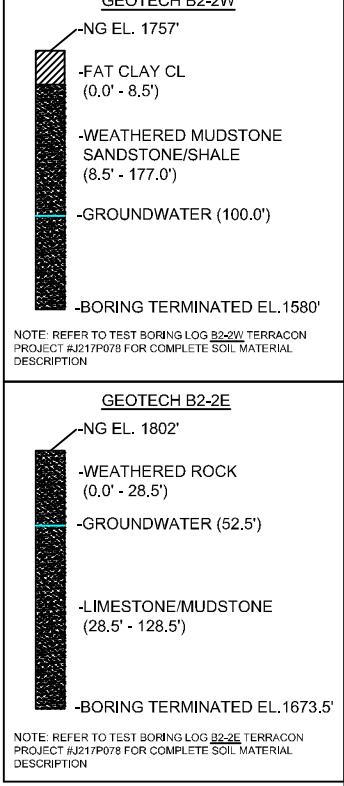 GEOTECH B2-2W
-NG EL. 1757'
-FAT CLAY CL
(0.0' - 8.5')
-WEATHERED MUDSTONE
SANDSTONE/SHALE
(8.5' - 177.0')
-GROUNDWATER (100.0')
-BORING TERMINATED EL.1580'
NOTE: REFER TO TEST BORING LOG B2-2W TERRACON
PROJECT #J217P078 FOR COMPLETE SOIL MATERIAL
DESCRIPTION
GEOTECH B2-2E
-NG EL. 1802'
-WEATHERED ROCK
(0.0' - 28.5')
-GROUNDWATER (52.5')
-LIMESTONE/MUDSTONE
(28.5' - 128.5')
-BORING TERMINATED EL.1673.5'
NOTE: REFER TO TEST BORING LOG B2-2E TERRACON
PROJECT #J217P078 FOR COMPLETE SOIL MATERIAL
DESCRIPTION